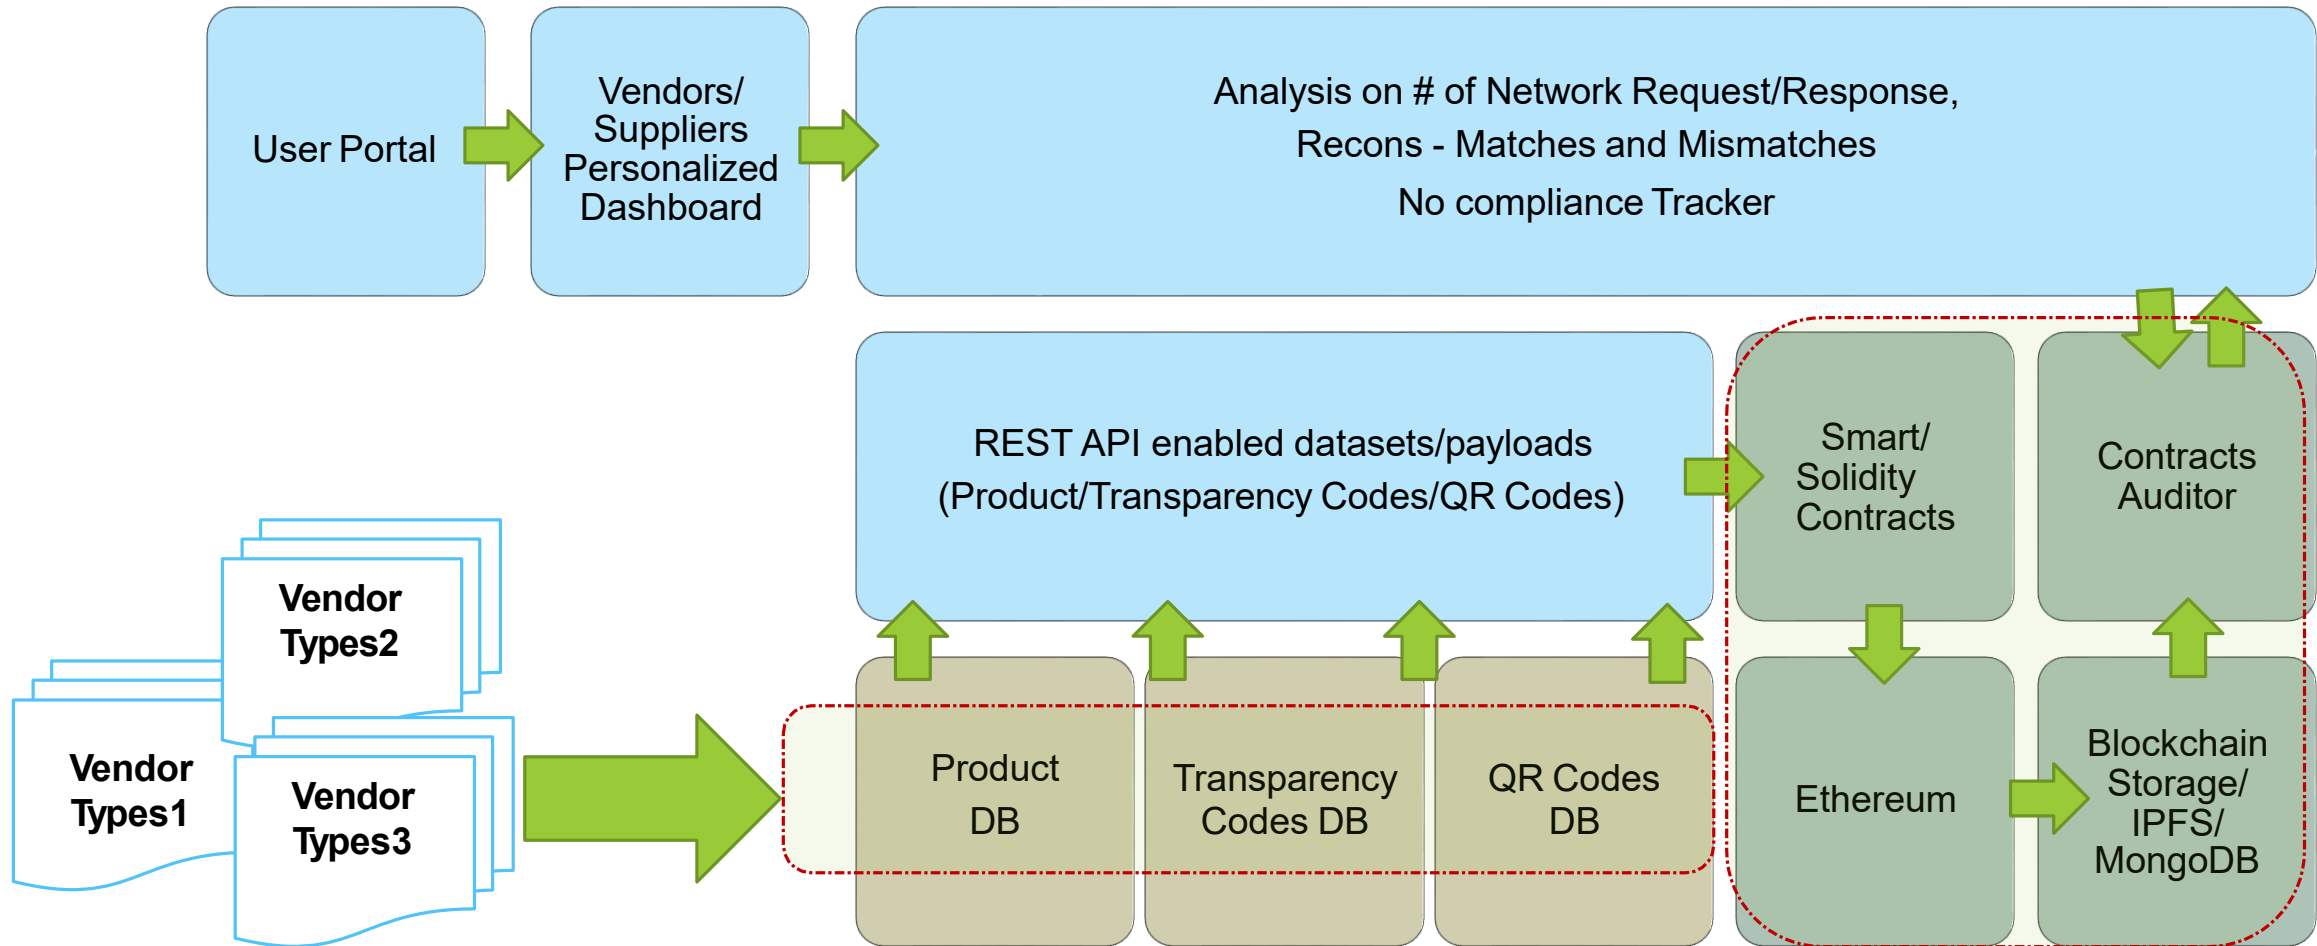 User Portal
Vendors/
Suppliers
Personalized
Dashboard
Analysis on # of Network Request/Response,
Recons - Matches and Mismatches
No compliance Tracker
REST API enabled datasets/payloads
(Product/Transparency Codes/QR Codes)
Smart/
Solidity
Contracts
Contracts
Auditor
Vendor
Types2
Vendor
Types1
Vendor
Types3
Product
DB
Transparency
Codes DB
QR Codes
DB
Ethereum
Blockchain
Storage/
IPFS/
MongoDB